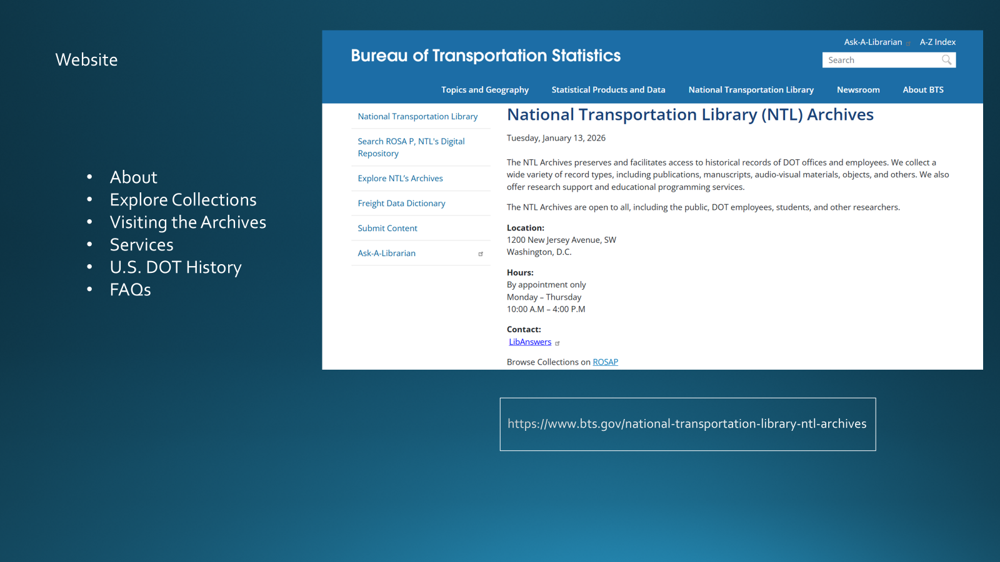 Website
• About
• Explore Collections
• Visiting the Archives
• Services
• U.S. DOT History
• FAQs
Bureau of Transportation Statistics
Ask-A-Librarian
A-Z Index
Search
Topics and Geography
Statistical Products and Data
National Transportation Library
Newsroom
About BTS
National Transportation Library
Search ROSA P, NTL's Digital
Repository
Explore NTL's Archives
Freight Data Dictionary
Submit Content
Ask-A-Librarian
National Transportation Library (NTL) Archives
Tuesday, January 13, 2026
The NTL Archives preserves and facilitates access to historical records of DOT offices and employees. We collect a
wide variety of record types, including publications, manuscripts, audio-visual materials, objects, and others. We also
offer research support and educational programming services.
The NTL Archives are open to all, including the public, DOT employees, students, and other researchers.
Location:
1200 New Jersey Avenue, SW
Washington, D.C.
Hours:
By appointment only
Monday – Thursday
10:00 A.M – 4:00 P.M
Contact:
LibAnswers
Browse Collections on ROSAP
https://www.bts.gov/national-transportation-library-ntl-archives